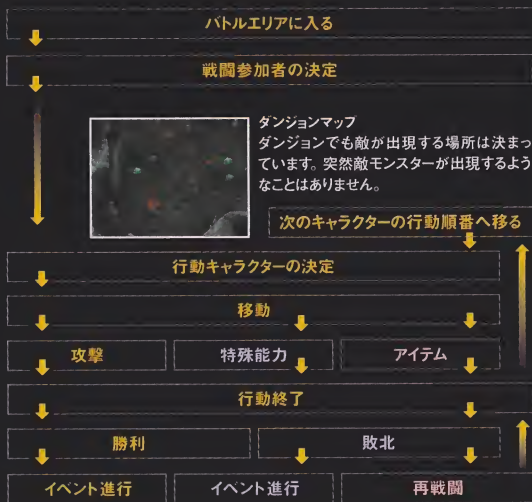 バトルエリアに入る
戦闘参加者の決定
ダンジョンマップ
ダンジョンでも敵が出現する場所は決まっ
ています。突然敵モンスターが出現するよう
なことはありません。
次のキャラクターの行動順番へ移る
行動キャラクターの決定
移動
攻撃
特殊能力
アイテム
行動終了
勝利
敗北
イベント進行
イベント進行
再戦闘